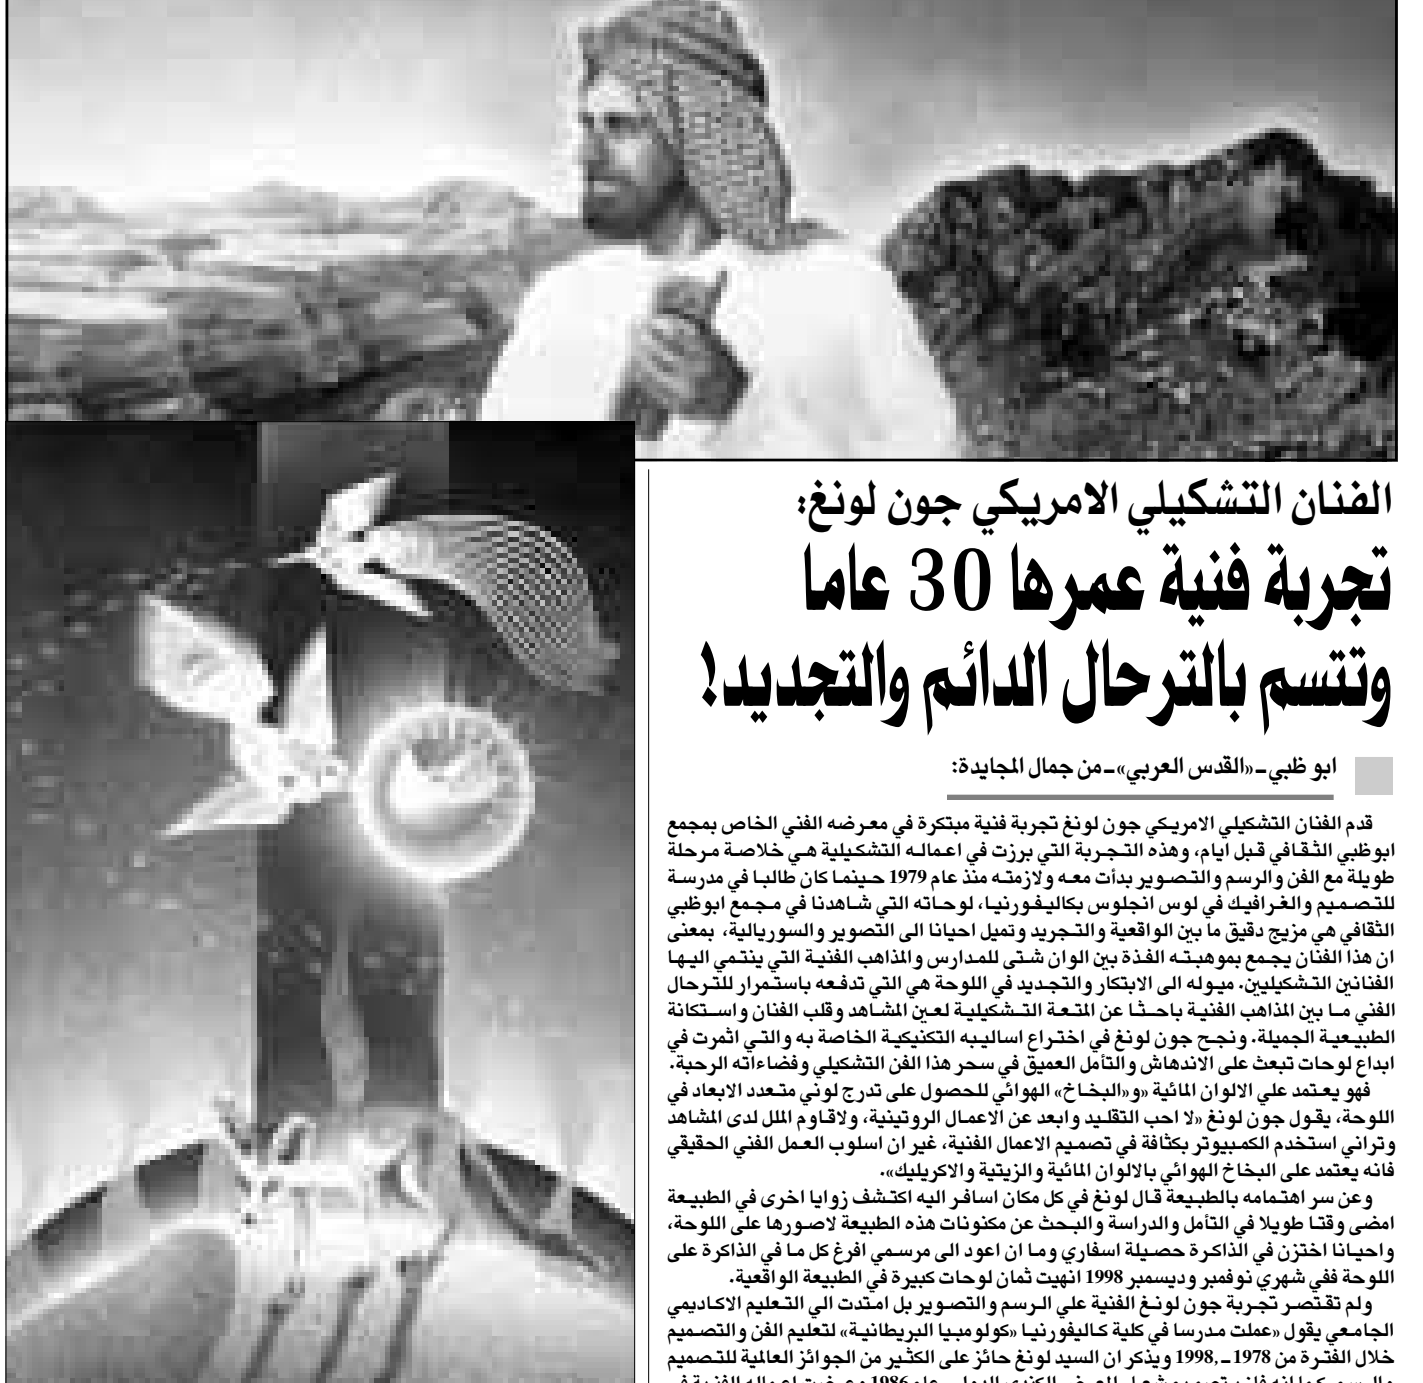 الفنان التشكيلي الامريكي جون لونغ:
تجربة فنية عمرها 30 عاما
وتتسم بالترحال الدائم والتجديد!
ابو ظبي ـ «القدس العربي» ـ من جمال المجايدة:
قدم الفنان التشكيلي الامريكي جون لونغ تجربة فنية مبتكرة في معرضه الفني الخاص بمجمع
ابوظبي الثقافي قبل ايام، وهذه التجربة التي برزت في اعماله التشكيلية هي خلاصة مرحلة
طويلة مع الفن والرسم والتصوير بدأت معه ولازمته منذ عام 1979 حينما كان طالبا في مدرسة
للتصميم والغرافيك في لوس انجلوس بكاليفورنيا، لوحاته التي شاهدنا في مجمع ابوظبي
الثقافي هي مزيج دقيق ما بين الواقعية والتجريد وتميل احيانا الى التصوير والسوريالية، بمعنى
ان هذا الفنان يجمع بموهبته الفذة بين الوان شتى للمدارس والمذاهب الفنية التي ينتمي اليها
الفنانين التشكيليين. ميوله الى الابتكار والتجديد في اللوحة هي التي تدفعه باستمرار للترحال
الفني ما بين المذاهب الفنية باحثا عن المتعة التشكيلية لعين المشاهد وقلب الفنان واستكانة
الطبيعية الجميلة. ونجح جون لونغ في اختراع اساليبه التكنيكية الخاصة به والتي اثمرت في
ابداع لوحات تبعث على الاندهاش والتأمل العميق في سحر هذا الفن التشكيلي وفضاءاته الرحبة.
فهو يعتمد علي الالوان المائية «و«البخاخ» الهوائي للحصول على تدرج لوني متعدد الابعاد في
اللوحة، يقول جون لونغ «لا احب التقليد وابعد عن الاعمال الروتينية، ولاقاوم الملل لدى المشاهد
وتراني استخدم الكمبيوتر بكثافة في تصميم الاعمال الفنية، غير ان اسلوب العمل الفني الحقيقي
فانه يعتمد على البخاخ الهوائي بالالوان المائية والزيتية والاكريليك».
وعن سر اهتمامه بالطبيعة قال لونغ في كل مكان اسافر اليه اكتشف زوايا اخرى في الطبيعة
امضى وقتا طويلا في التأمل والدراسة والبحث عن مكنونات هذه الطبيعة لاصورها على اللوحة،
واحيانا اختزن في الذاكرة حصيلة اسفاري وما ان اعود الى مرسمي افرغ كل ما في الذاكرة على
اللوحة ففي شهري نوفمبر وديسمبر 1998 انهيت ثمان لوحات كبيرة في الطبيعة الواقعية.
ولم تقتصر تجربة جون لونغ الفنية علي الرسم والتصوير بل امتدت الي التعليم الاكاديمي
الجامعي يقول «عملت مدرسا في كلية كاليفورنيا «كولومبيا البريطانية» لتعليم الفن والتصميم
خلال الفترة من 1978 ـ 1998, ويذكر ان السيد لونغ حائز على الكثير من الجوائز العالمية للتصميم